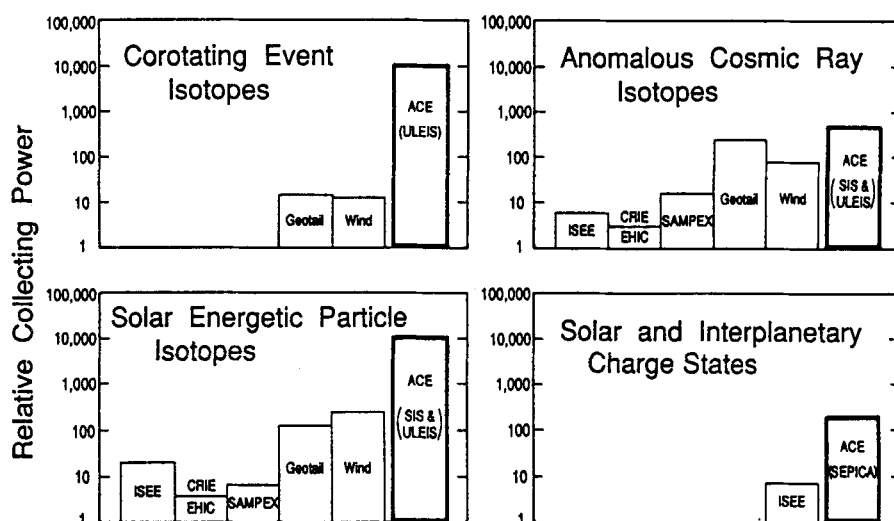 Relative Collecting Power
100,000
10,000
1,000
100
10
1
Corotating Event
Isotopes
Geotail
Wind
ACE
(ULEIS)
100,000
10,000
1,000
100
10
1
Anomalous Cosmic Ray
Isotopes
ISEE
CRIE
EHIC
SAMPEX
Geotail
Wind
ACE
(SIS &
ULEIS)
100,000
10,000
1,000
100
10
1
Solar Energetic Particle
Isotopes
ISEE
CRIE
EHIC
SAMPEX
Geotail
Wind
ACE
(SIS &
ULEIS)
100,000
10,000
1,000
100
10
1
Solar and Interplanetary
Charge States
ISEE
ACE
(SEPICA)